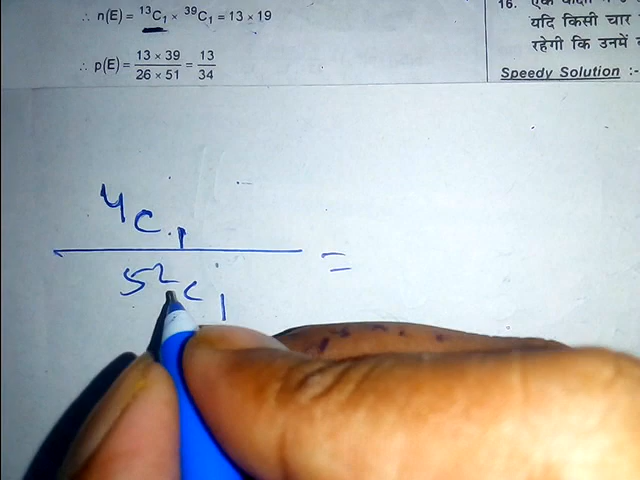 ∴ n(E) = ¹³C₁ × ³⁹C₁ = 13 × 19
∴ p(E) = 13 × 39 / 26 × 51 = 13 / 34
16.
यदि किसी चार
रहेगी कि उनमें
Speedy Solution :-
4C1
52C1 =